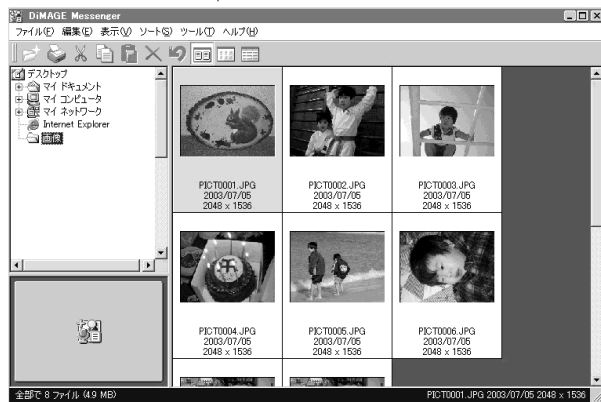 DiMAGE Messenger
ファイル(F) 編集(E) 表示(V) ソート(S) ツール(T) ヘルプ(H)
デスクトップ
マイ ドキュメント
マイ コンピュータ
マイ ネットワーク
Internet Explorer
画像
PICT0001.JPG
2003/07/05
2048 x 1536
PICT0002.JPG
2003/07/05
2048 x 1536
PICT0003.JPG
2003/07/05
2048 x 1536
PICT0004.JPG
2003/07/05
2048 x 1536
PICT0005.JPG
2003/07/05
2048 x 1536
PICT0006.JPG
2003/07/05
2048 x 1536
全部で 8 ファイル (4.9 MB)
PICT0001.JPG 2003/07/05 2048 x 1536